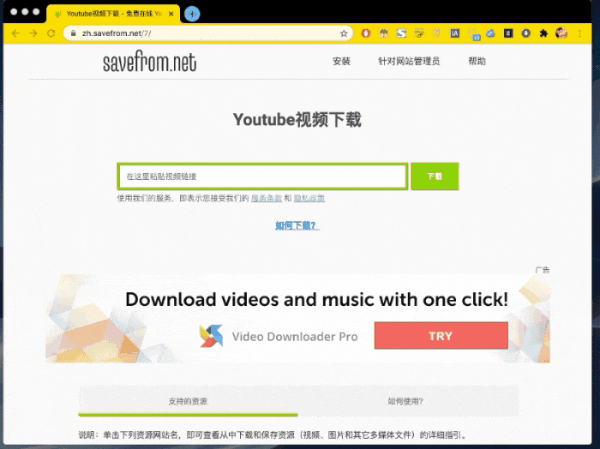 Youtube视频下载 - 免费在线 Yo
zh.savefrom.net/7/
savefrom.net
安装
针对网站管理员
帮助
Youtube视频下载
在这里粘贴视频链接
下载
使用我们的服务，即表示您接受我们的 服务条款 和 隐私政策
如何下载?
广告
Download videos and music with one click!
Video Downloader Pro
TRY
支持的资源
如何使用?
说明：单击下列资源网站名，即可查看从中下载和保存资源（视频、图片和其它多媒体文件）的详细指引。